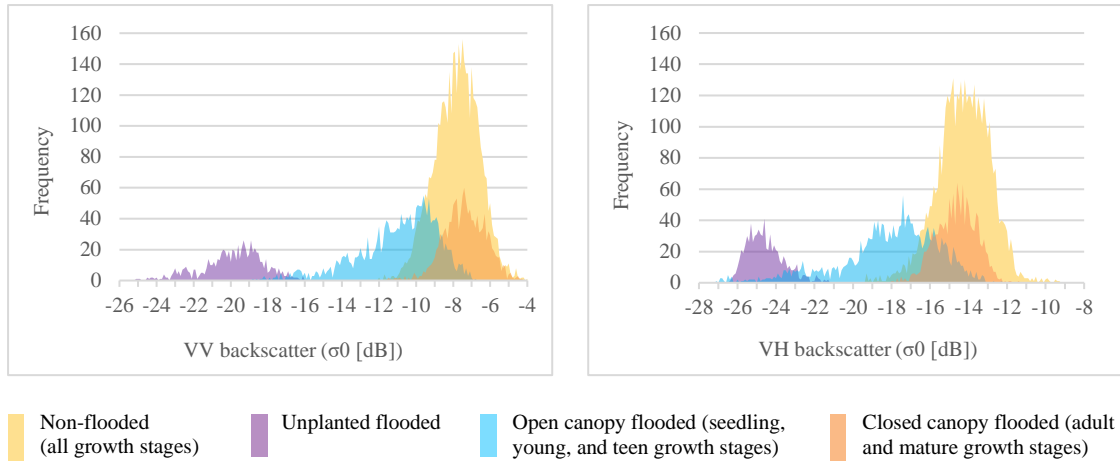 160
140
120
100
80
60
40
20
0
Frequency
-26 -24 -22 -20 -18 -16 -14 -12 -10 -8 -6 -4
VV backscatter (σ0 [dB])
160
140
120
100
80
60
40
20
0
Frequency
-28 -26 -24 -22 -20 -18 -16 -14 -12 -10 -8
VH backscatter (σ0 [dB])
Non-flooded
(all growth stages)
Unplanted flooded
Open canopy flooded (seedling,
young, and teen growth stages)
Closed canopy flooded (adult
and mature growth stages)